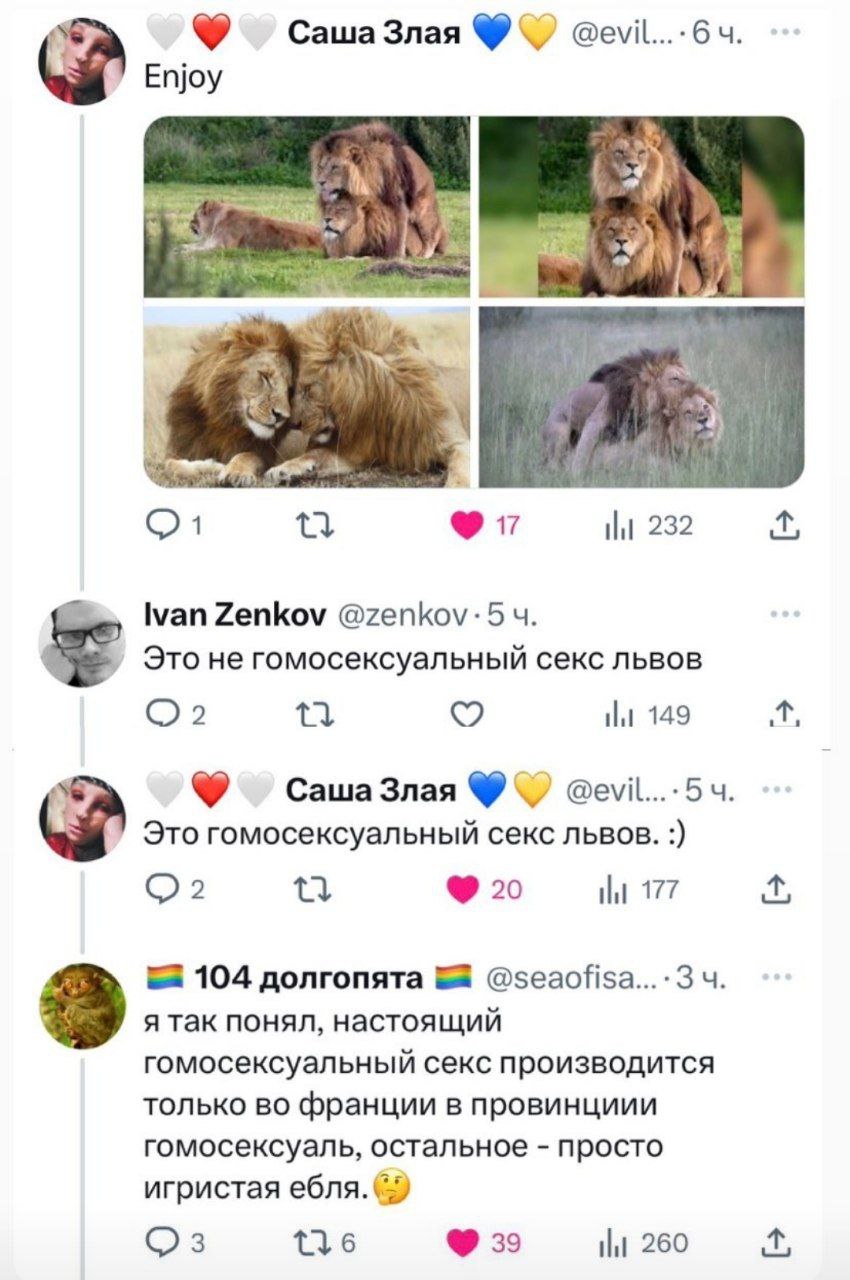 🤍❤️🤍 Саша Злая 💙💛 @evil... · 6 ч.
Enjoy
1 17 232
Ivan Zenkov @zenkov · 5 ч.
Это не гомосексуальный секс львов
2 149
🤍❤️🤍 Саша Злая 💙💛 @evil... · 5 ч.
Это гомосексуальный секс львов. :)
2 20 177
🏳️‍🌈 104 долгопята 🏳️‍🌈 @seaofisa... · 3 ч.
я так понял, настоящий
гомосексуальный секс производится
только во франции в провинциии
гомосексуаль, остальное - просто
игристая ебля.🤔
3 6 39 260